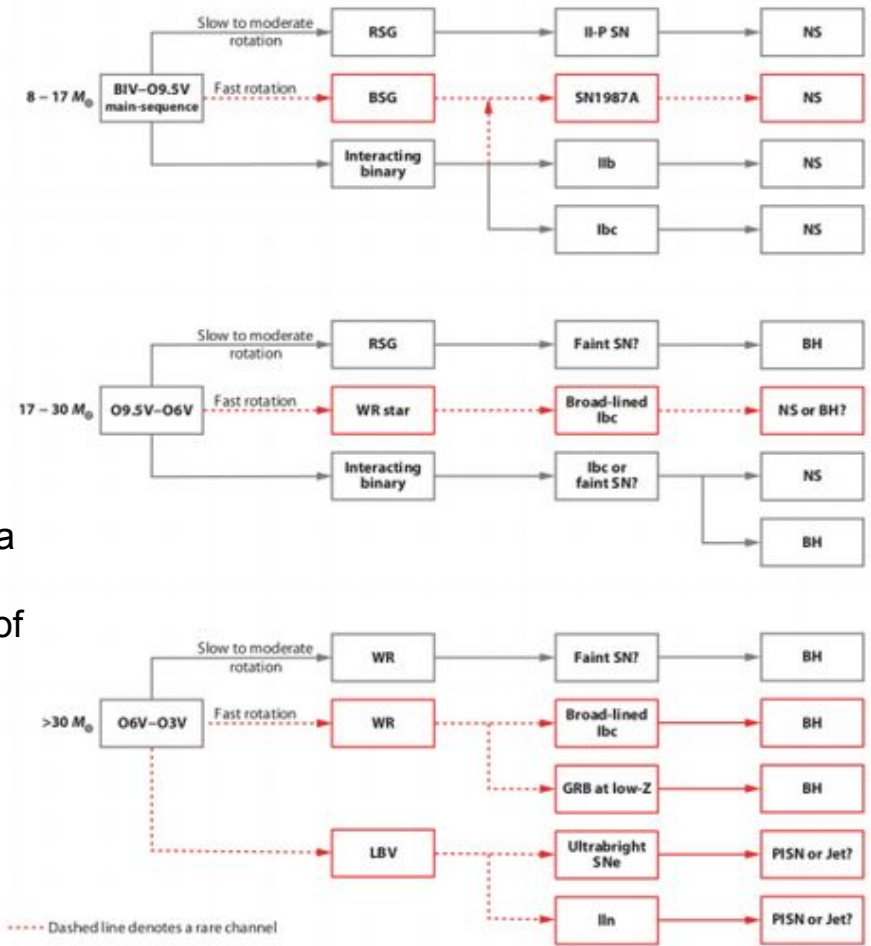 Slow to moderate
rotation
RSG
II-P SN
NS
8 – 17 M⊙
BIV–O9.5V
main-sequence
Fast rotation
BSG
SN1987A
NS
Interacting
binary
IIb
NS
Ibc
NS
Slow to moderate
rotation
RSG
Faint SN?
BH
17 – 30 M⊙
O9.5V–O6V
Fast rotation
WR star
Broad-lined
Ibc
NS or BH?
Interacting
binary
Ibc or
faint SN?
NS
BH
a
of
Slow to moderate
rotation
WR
Faint SN?
BH
>30 M⊙
O6V–O3V
Fast rotation
WR
Broad-lined
Ibc
BH
GRB at low-Z
BH
LBV
Ultrabright
SNe
PISN or Jet?
IIn
PISN or Jet?
Dashed line denotes a rare channel